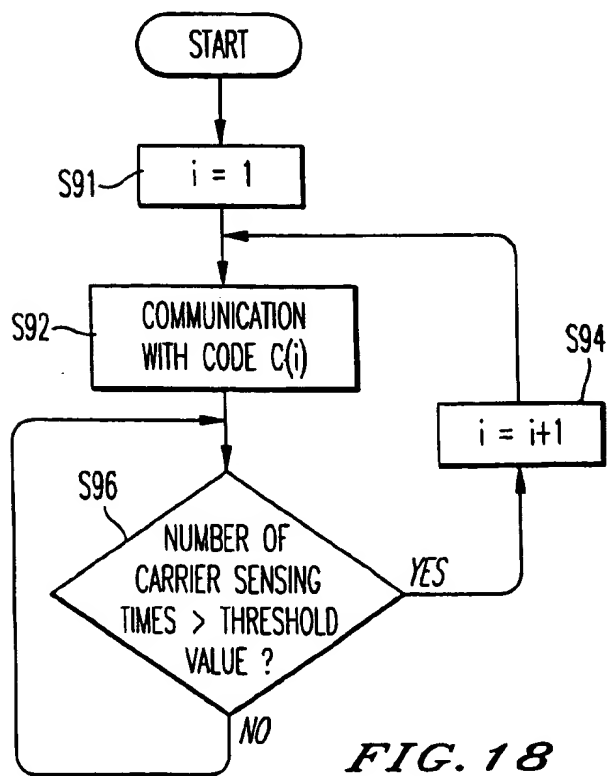 START
S91
i = 1
S92
COMMUNICATION
WITH CODE C(i)
S94
i = i+1
S96
NUMBER OF
CARRIER SENSING
TIMES > THRESHOLD
VALUE ?
YES
NO
FIG. 18